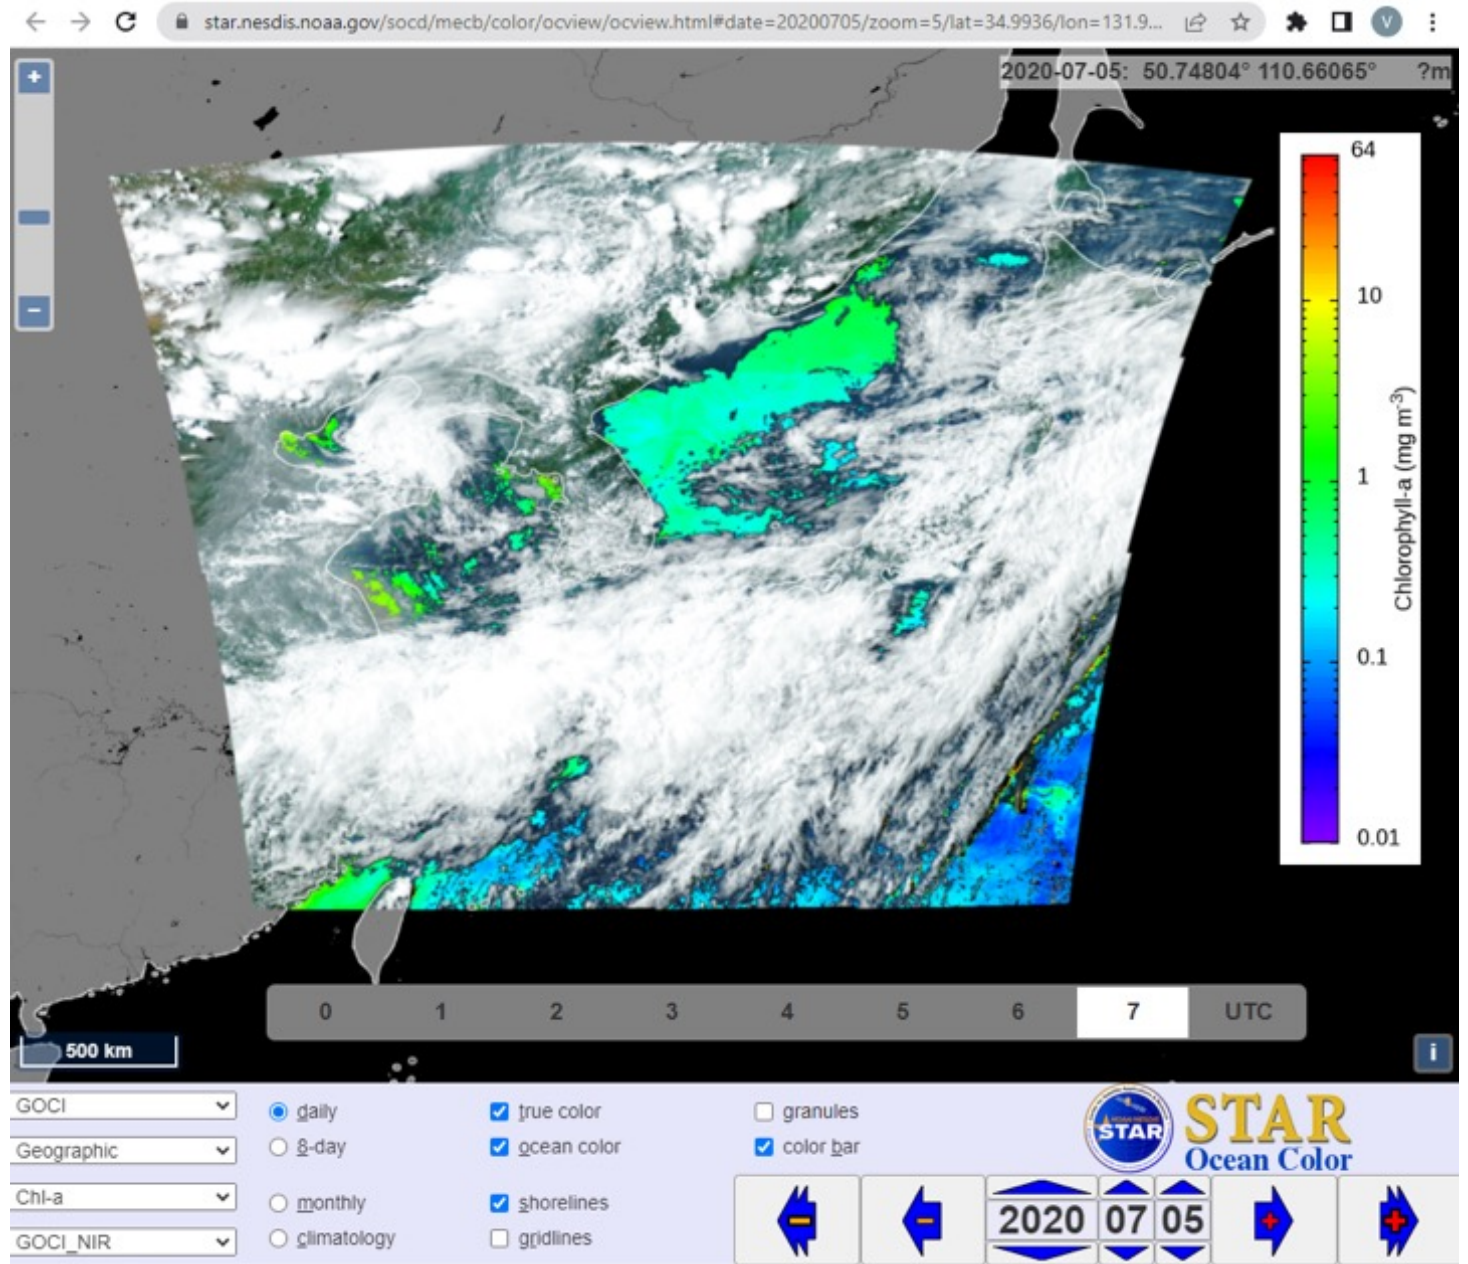 star.nesdis.noaa.gov/socd/mecb/color/ocview/ocview.html#date=20200705/zoom=5/lat=34.9936/lon=131.9...
V
+
−
2020-07-05: 50.74804° 110.66065° ?m
64
10
1
0.1
0.01
Chlorophyll-a (mg m-3)
0 1 2 3 4 5 6 7 UTC
500 km
i
GOCI
Geographic
Chl-a
GOCI_NIR
daily
8-day
monthly
climatology
true color
ocean color
shorelines
gridlines
granules
color bar
STAR
STAR
Ocean Color
2020 07 05